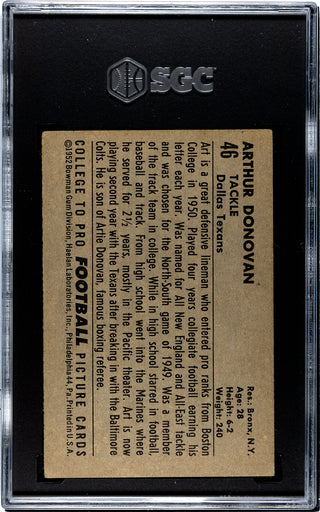 SGC
ARTHUR DONOVAN
46 TACKLE
Dallas Texans
Res.: Bronx, N.Y.
Age: 28
Height: 6-2
Weight: 240
Art is a great defensive lineman who entered pro ranks from Boston
College in 1950. Played four years collegiate football earning his
letter each year. Was named for All New England and All-East tackle
and was chosen for the North-South game of 1949. Was a member
of the track team in college. While in high school starred in football,
baseball and track. From high school went into the Marines where
he served for 2½ years, mostly in the Pacific theater. Art is now
playing second year with the Texans after breaking in with the Baltimore
Colts. He is son of Artie Donovan, famous boxing referee.
COLLEGE TO PRO FOOTBALL PICTURE CARDS
©1952 Bowman Gum Division, Haelan Laboratories, Inc., Philadelphia 44, Pa. Printed in U.S.A.